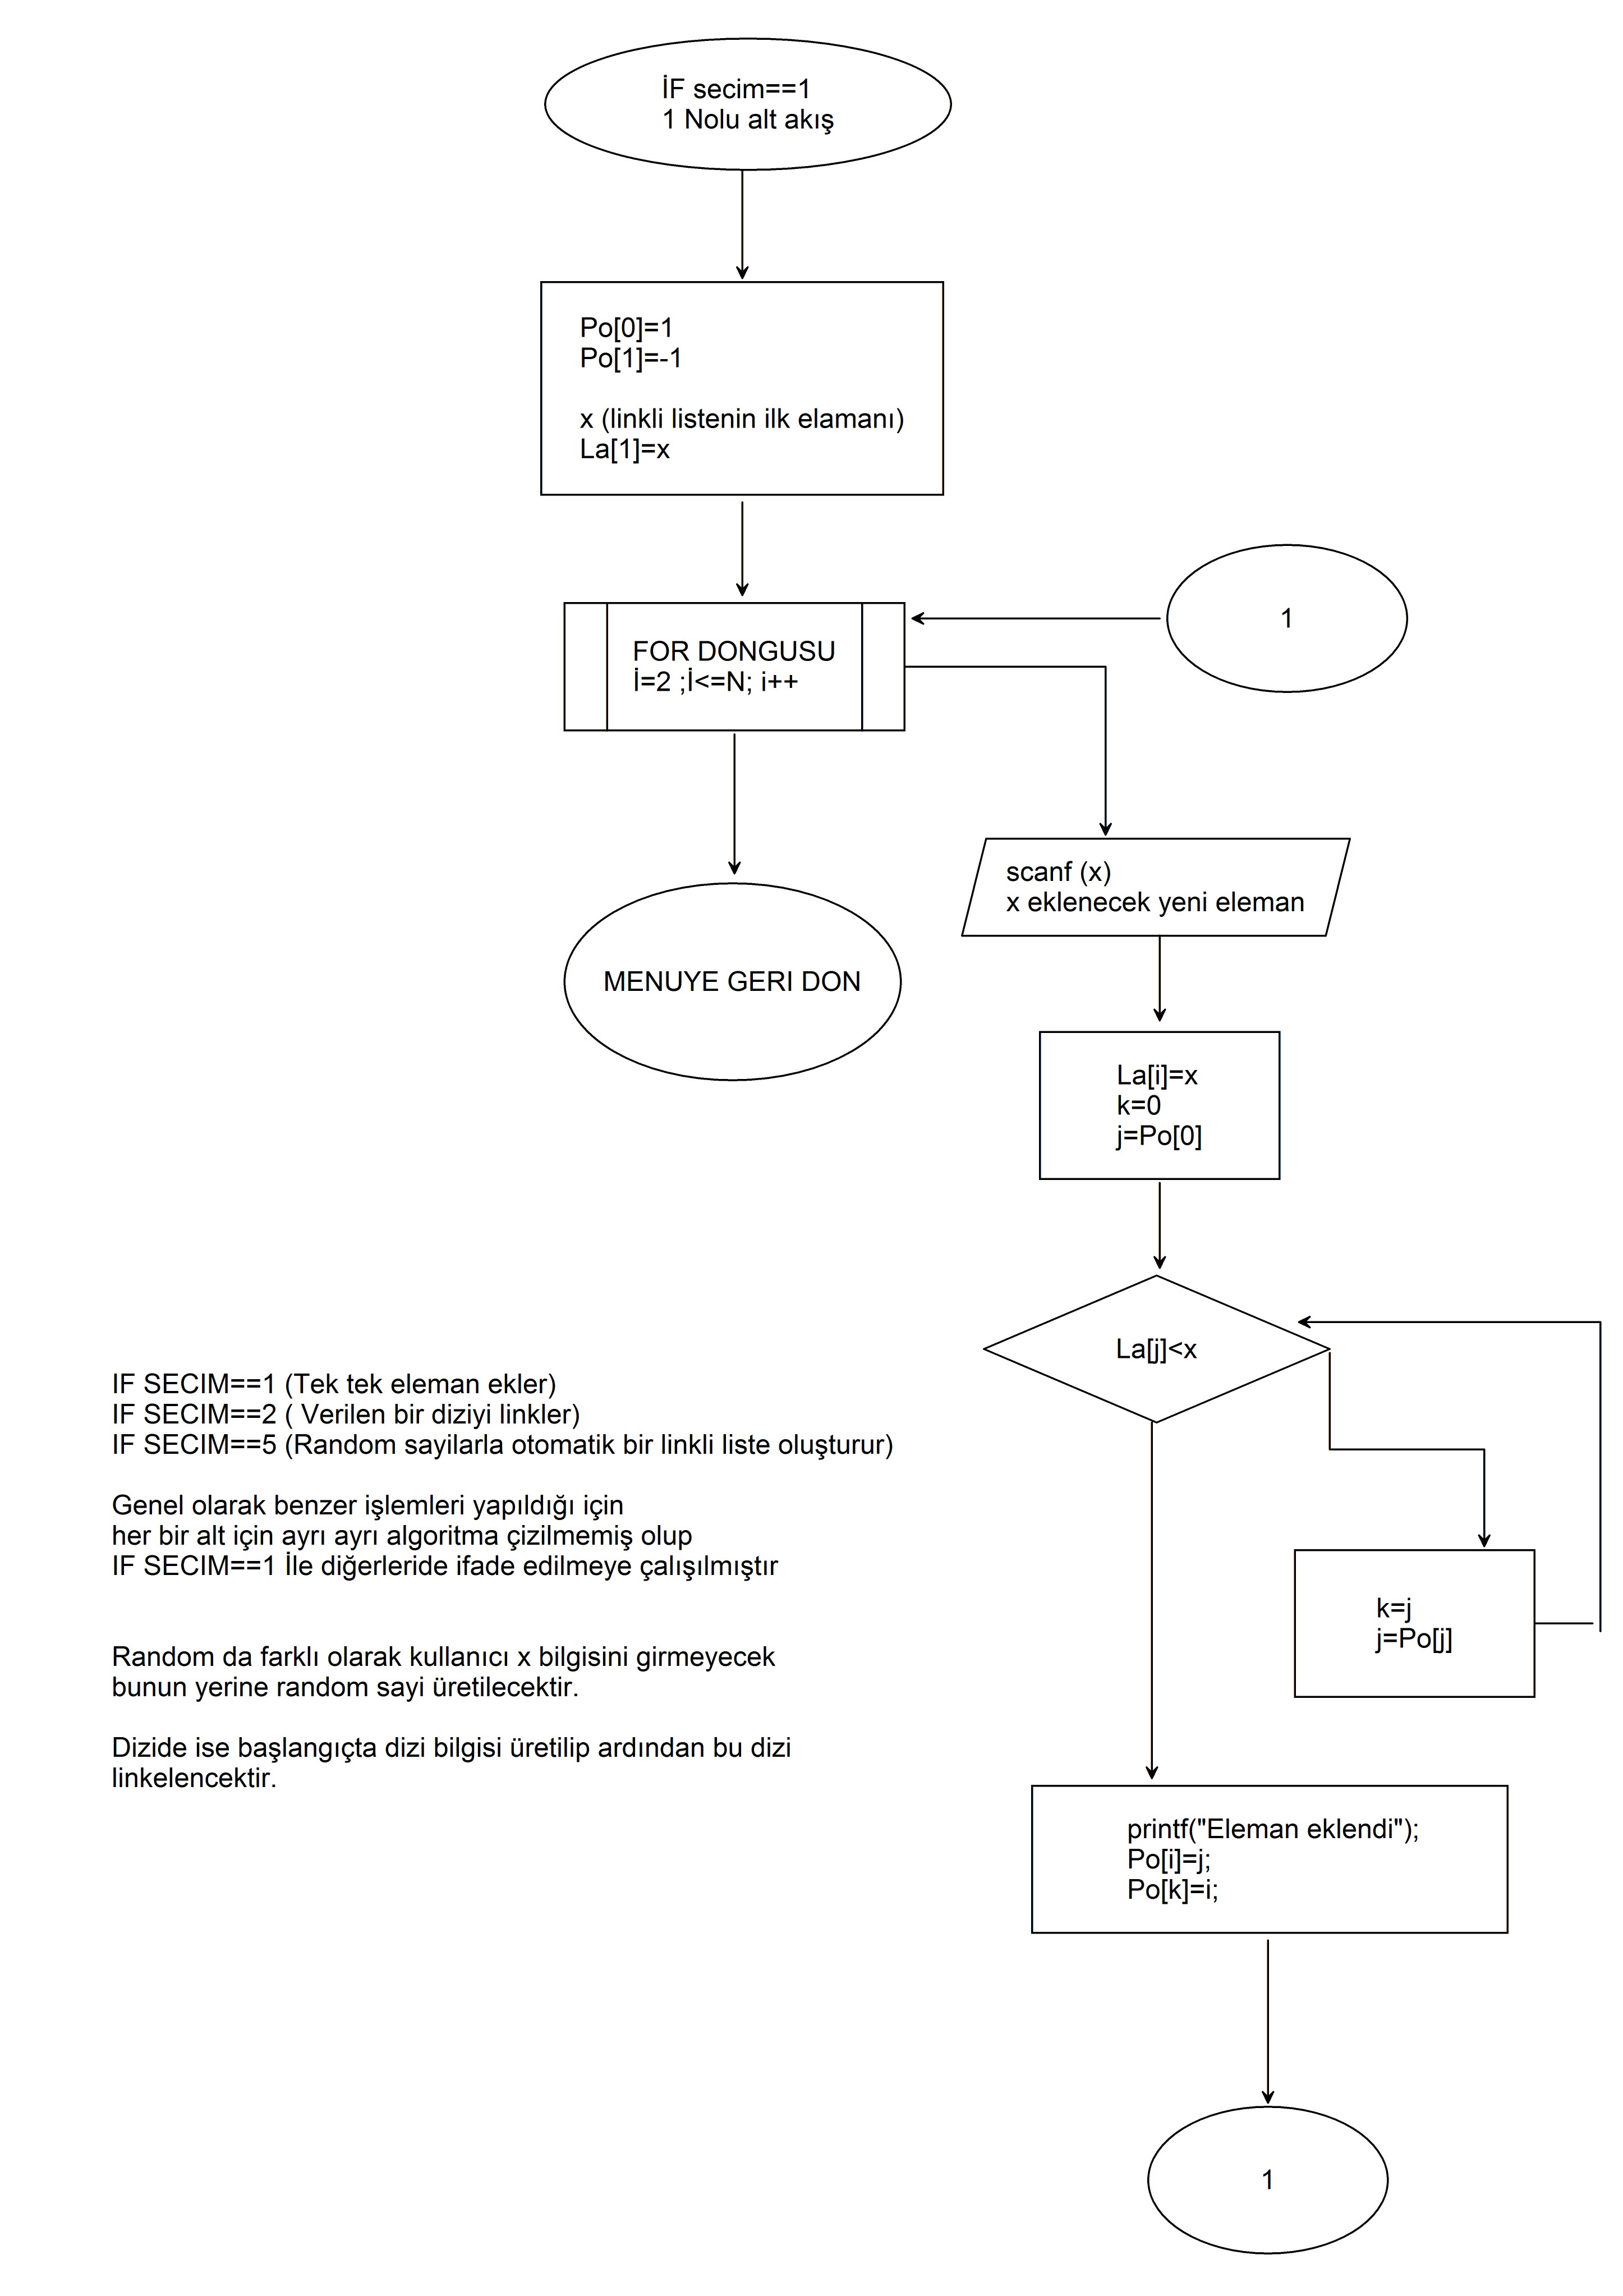 İF secim==1
1 Nolu alt akış
Po[0]=1
Po[1]=-1
x (linkli listenin ilk elamanı)
La[1]=x
1
FOR DONGUSU
İ=2 ;İ<=N; i++
scanf (x)
x eklenecek yeni eleman
MENUYE GERI DON
La[i]=x
k=0
j=Po[0]
La[j]<x
IF SECIM==1 (Tek tek eleman ekler)
IF SECIM==2 ( Verilen bir diziyi linkler)
IF SECIM==5 (Random sayilarla otomatik bir linkli liste oluşturur)
Genel olarak benzer işlemleri yapıldığı için
her bir alt için ayrı ayrı algoritma çizilmemiş olup
IF SECIM==1 İle diğerleride ifade edilmeye çalışılmıştır
Random da farklı olarak kullanıcı x bilgisini girmeyecek
bunun yerine random sayi üretilecektir.
Dizide ise başlangıçta dizi bilgisi üretilip ardından bu dizi
linkelencektir.
k=j
j=Po[j]
printf("Eleman eklendi");
Po[i]=j;
Po[k]=i;
1